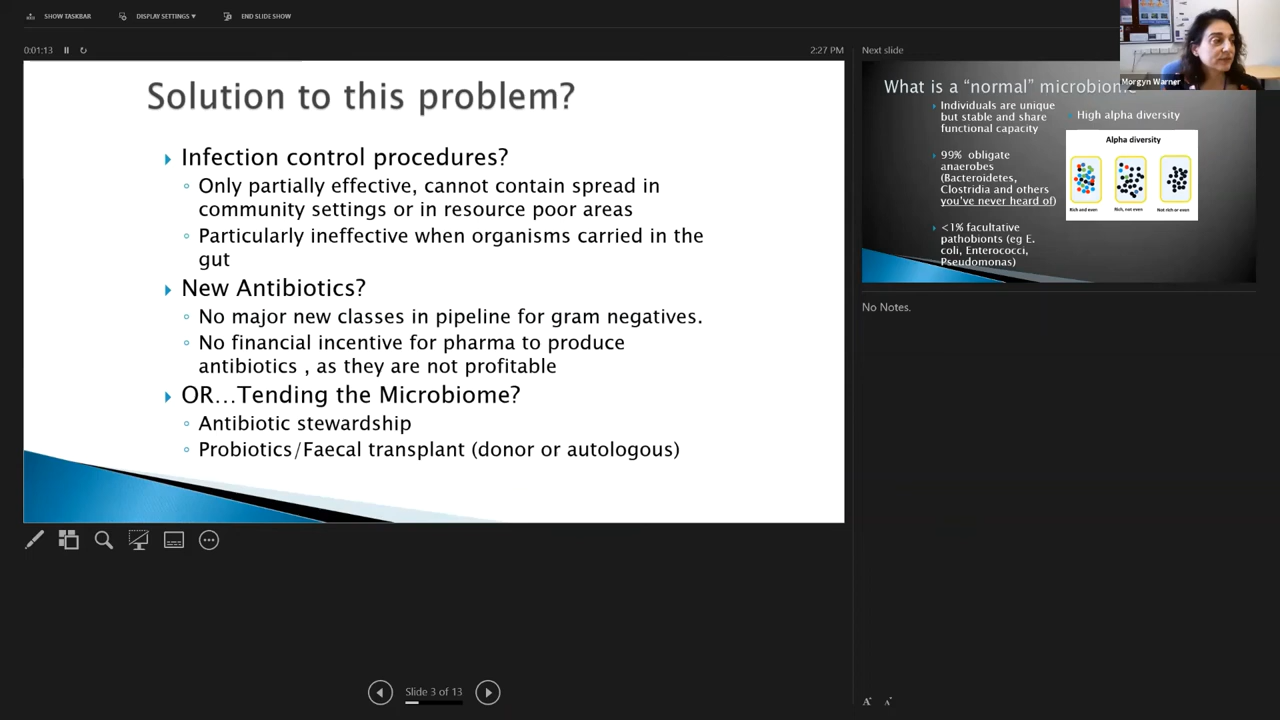 SHOW TASKBAR
DISPLAY SETTINGS ▾
END SLIDE SHOW
0:01:13
2:27 PM
Solution to this problem?
Infection control procedures?
Only partially effective, cannot contain spread in
community settings or in resource poor areas
Particularly ineffective when organisms carried in the
gut
New Antibiotics?
No major new classes in pipeline for gram negatives.
No financial incentive for pharma to produce
antibiotics , as they are not profitable
OR...Tending the Microbiome?
Antibiotic stewardship
Probiotics/Faecal transplant (donor or autologous)
Slide 3 of 13
Next slide
Morgyn Warner
What is a “normal” microbiome
Individuals are unique
but stable and share
functional capacity
99% obligate
anaerobes
(Bacteroidetes,
Clostridia and others
you’ve never heard of)
<1% facultative
pathobionts (eg E.
coli, Enterococci,
Pseudomonas)
High alpha diversity
Alpha diversity
Rich and even
Rich, not even
Not rich or even
No Notes.
A A